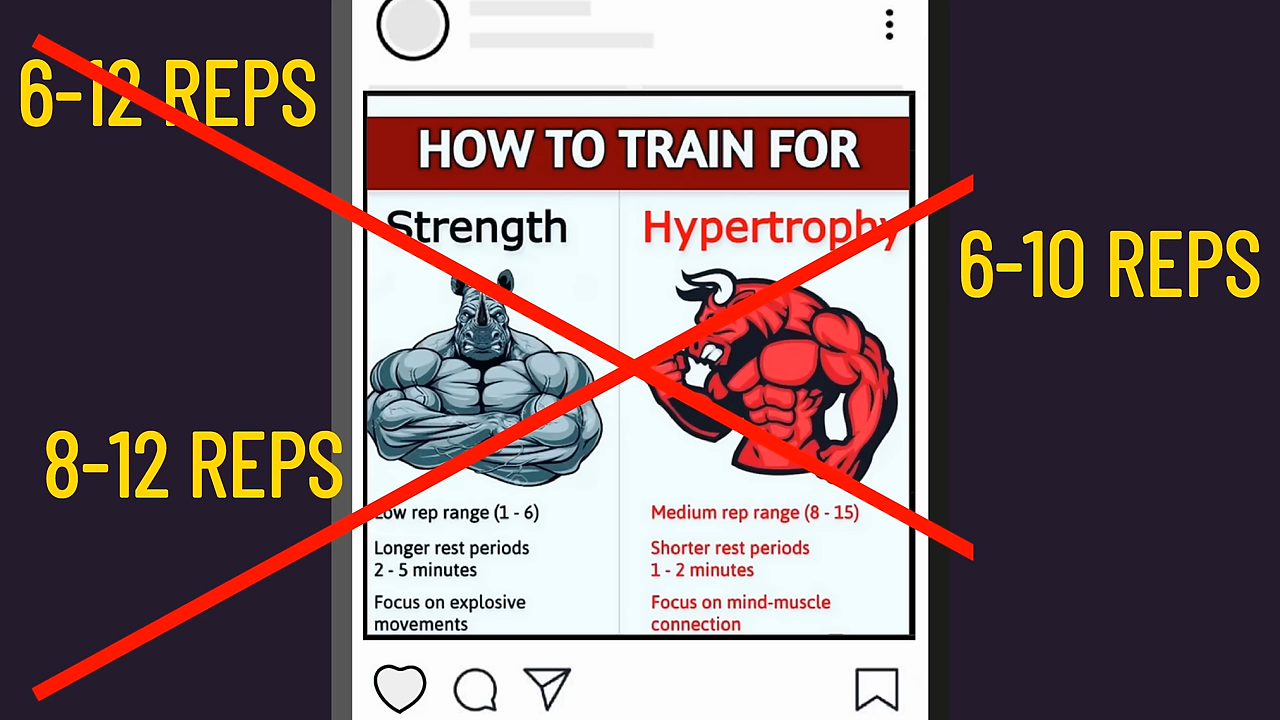 6-12 REPS
HOW TO TRAIN FOR
Strength
Hypertrophy
6-10 REPS
8-12 REPS
Low rep range (1 - 6)
Medium rep range (8 - 15)
Longer rest periods
2 - 5 minutes
Shorter rest periods
1 - 2 minutes
Focus on explosive
movements
Focus on mind-muscle
connection